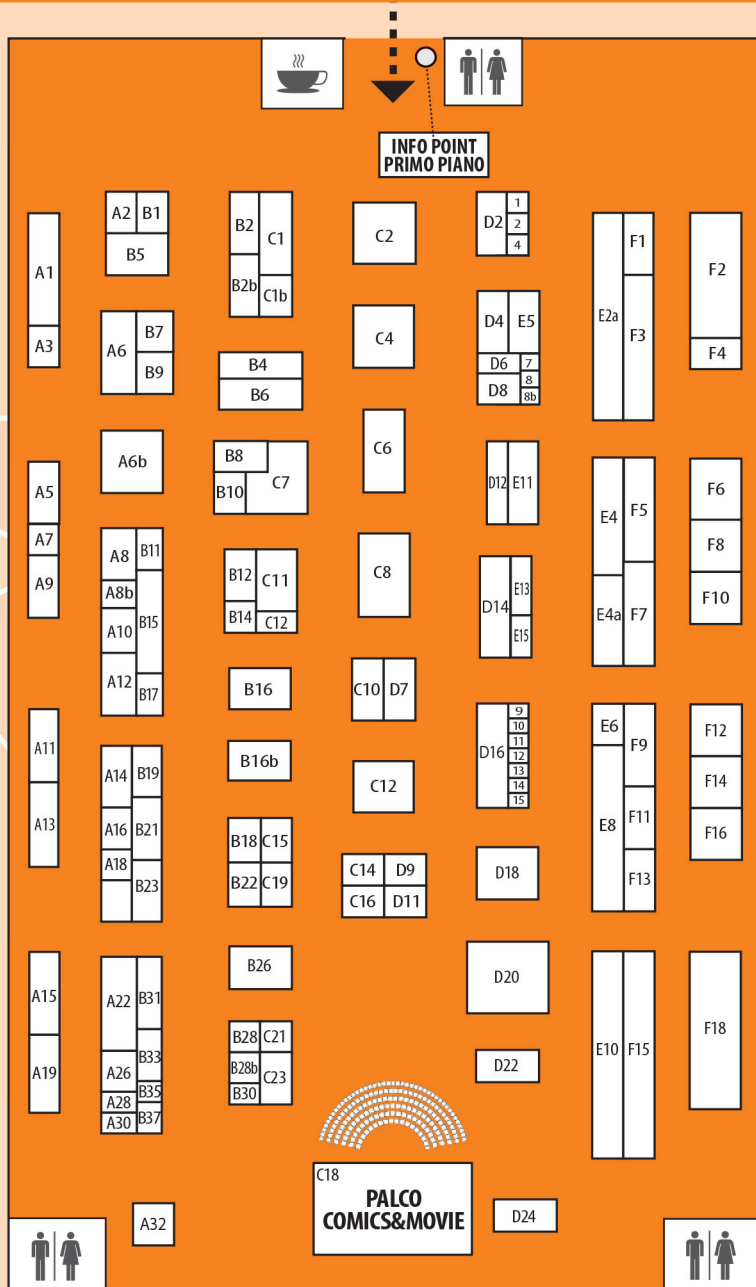 INFO POINT
PRIMO PIANO
A2
B1
B5
A1
A3
A6
B7
B9
A6b
A5
A7
A9
A8
A8b
A10
A12
B11
B15
B17
A11
A13
A14
A16
A18
B19
B21
B23
A15
A19
A22
A26
A28
A30
B31
B33
B35
B37
A32
B2
B2b
C1
C1b
B4
B6
B8
B10
C7
B12
B14
C11
C12
B16
B16b
B18
C15
B22
C19
B26
B28
C21
B28b
B30
C23
C2
C4
C6
C8
C10
D7
C12
C14
D9
C16
D11
C18
PALCO
COMICS&MOVIE
D2
1
2
4
D4
E5
D6
D8
7
8
8b
D12
E11
D14
E13
E15
D16
9
10
11
12
13
14
15
D18
D20
D22
D24
E2a
F1
F3
E4
E4a
F5
F7
E6
E8
F9
F11
F13
E10
F15
F2
F4
F6
F8
F10
F12
F14
F16
F18